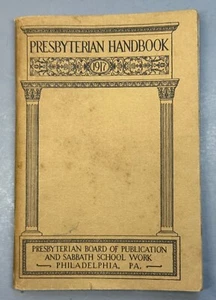 PRESBYTERIAN HANDBOOK
1917
PRESBYTERIAN BOARD OF PUBLICATION
AND SABBATH SCHOOL WORK
PHILADELPHIA, PA.